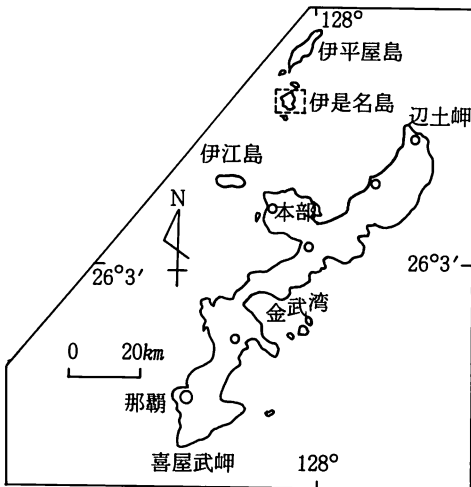 128°
伊平屋島
伊是名島
辺土岬
伊江島
N
本部
26°3′
26°3′
金武湾
0 20km
那覇
喜屋武岬
128°